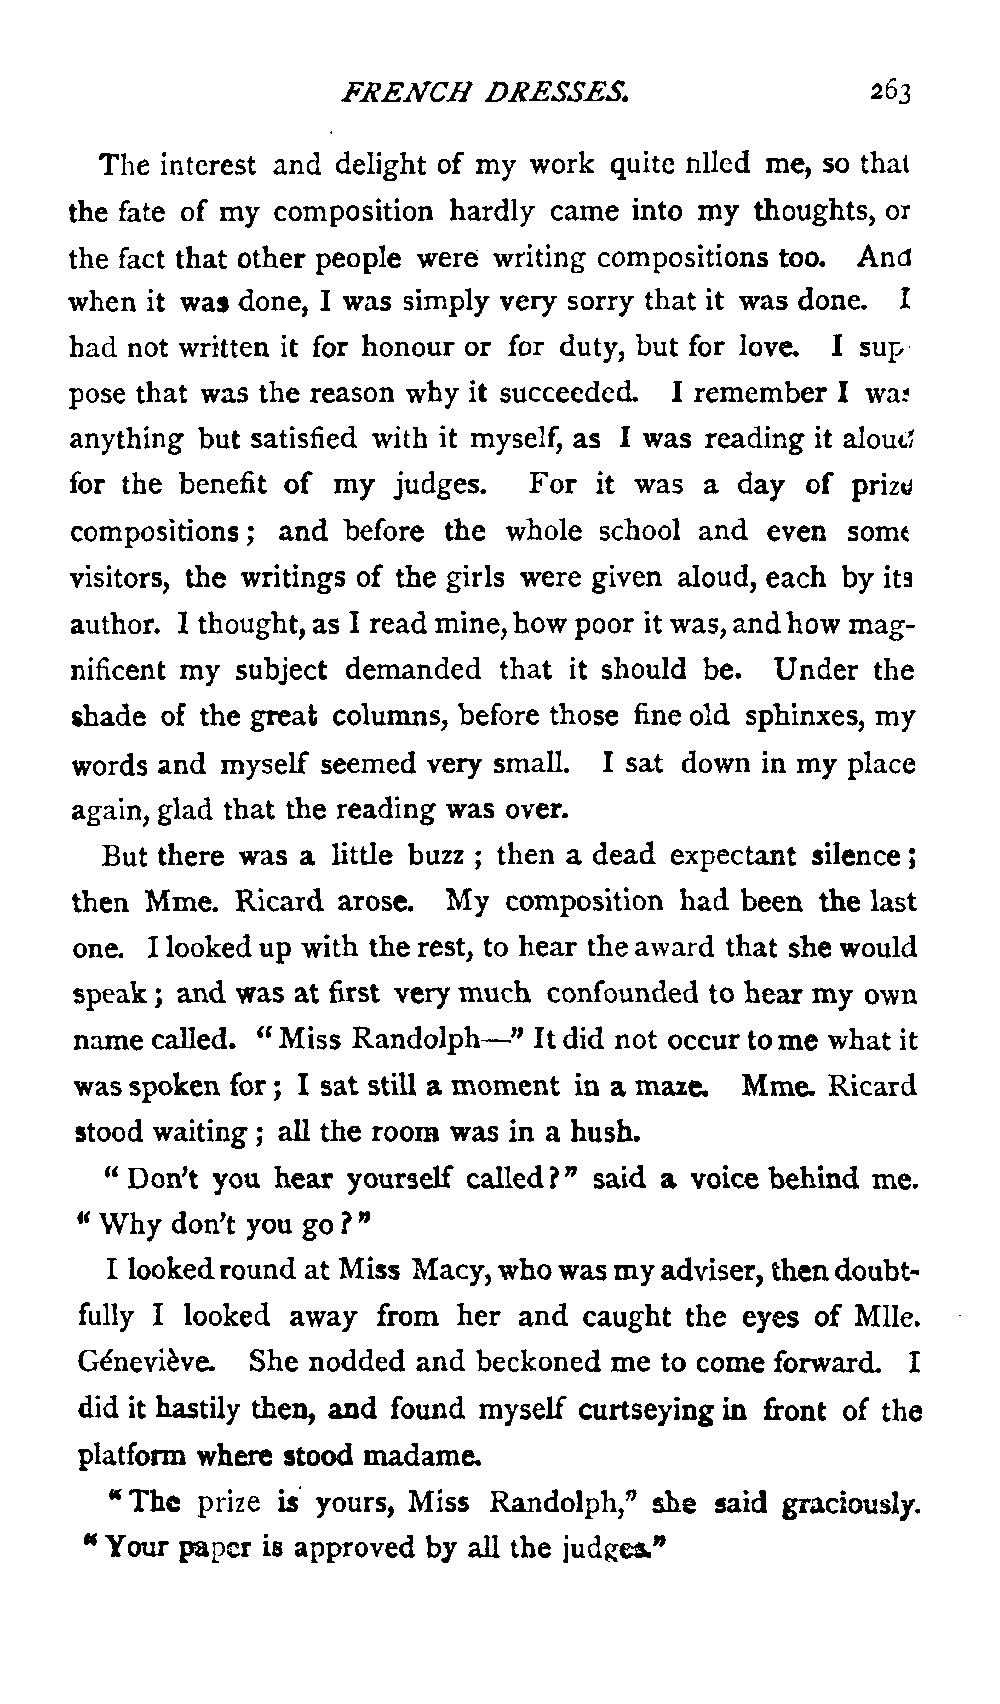 FRENCH DRESSES. 263
The interest and delight of my work quite filled me, so that
the fate of my composition hardly came into my thoughts, or
the fact that other people were writing compositions too. And
when it was done, I was simply very sorry that it was done. I
had not written it for honour or for duty, but for love. I sup-
pose that was the reason why it succeeded. I remember I was
anything but satisfied with it myself, as I was reading it aloud
for the benefit of my judges. For it was a day of prize
compositions; and before the whole school and even some
visitors, the writings of the girls were given aloud, each by its
author. I thought, as I read mine, how poor it was, and how mag-
nificent my subject demanded that it should be. Under the
shade of the great columns, before those fine old sphinxes, my
words and myself seemed very small. I sat down in my place
again, glad that the reading was over.
But there was a little buzz; then a dead expectant silence;
then Mme. Ricard arose. My composition had been the last
one. I looked up with the rest, to hear the award that she would
speak; and was at first very much confounded to hear my own
name called. "Miss Randolph—" It did not occur to me what it
was spoken for; I sat still a moment in a maze. Mme. Ricard
stood waiting; all the room was in a hush.
"Don't you hear yourself called?" said a voice behind me.
"Why don't you go?"
I looked round at Miss Macy, who was my adviser, then doubt-
fully I looked away from her and caught the eyes of Mlle.
Géneviève. She nodded and beckoned me to come forward. I
did it hastily then, and found myself curtseying in front of the
platform where stood madame.
"The prize is yours, Miss Randolph," she said graciously.
"Your paper is approved by all the judges."